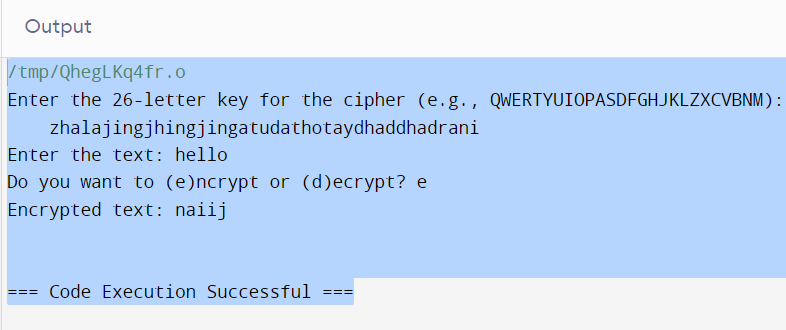 Output
/tmp/QhegLKq4fr.o
Enter the 26-letter key for the cipher (e.g., QWERTYUIOPASDFGHJKLZXCVBNM):
zhalajingjhingjingatudathotaydhaddhadrani
Enter the text: hello
Do you want to (e)ncrypt or (d)ecrypt? e
Encrypted text: naiij
=== Code Execution Successful ===